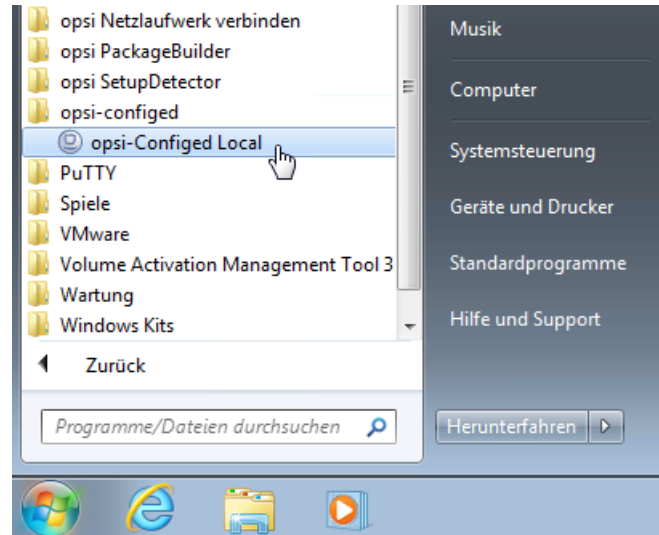 opsi Netzlaufwerk verbinden
opsi PackageBuilder
opsi SetupDetector
opsi-configed
opsi-Configed Local
PuTTY
Spiele
VMware
Volume Activation Management Tool 3
Wartung
Windows Kits
Zurück
Programme/Dateien durchsuchen
Musik
Computer
Systemsteuerung
Geräte und Drucker
Standardprogramme
Hilfe und Support
Herunterfahren